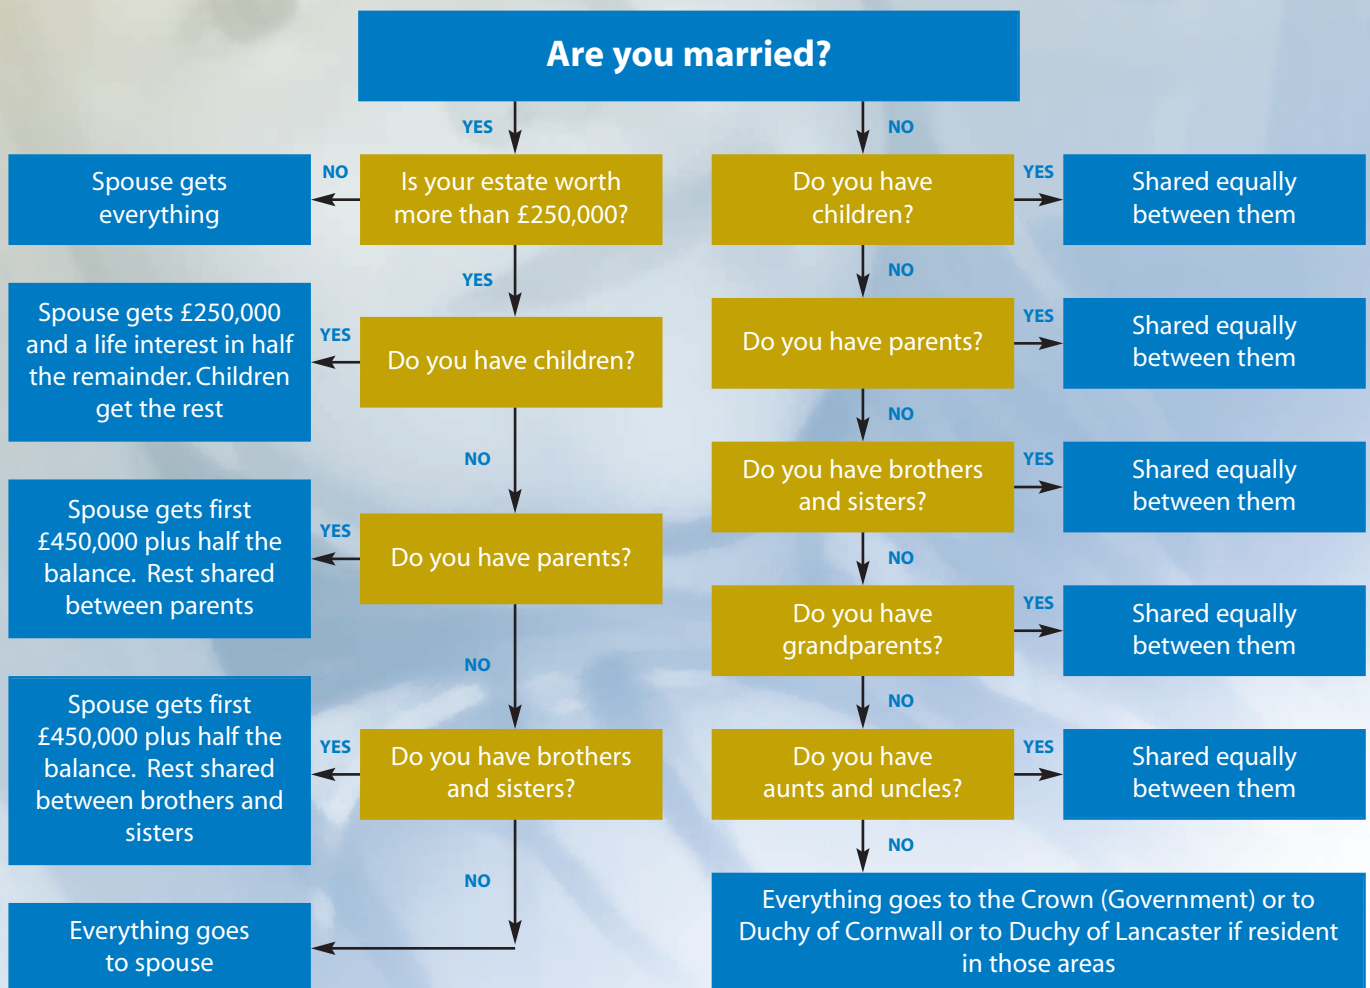 Are you married?
YES
NO
Spouse gets
everything
NO
Is your estate worth
more than £250,000?
Do you have
children?
YES
Shared equally
between them
YES
NO
Spouse gets £250,000
and a life interest in half
the remainder. Children
get the rest
YES
Do you have children?
Do you have parents?
YES
Shared equally
between them
NO
NO
Spouse gets first
£450,000 plus half the
balance. Rest shared
between parents
YES
Do you have parents?
Do you have brothers
and sisters?
YES
Shared equally
between them
NO
NO
Do you have
grandparents?
YES
Shared equally
between them
Spouse gets first
£450,000 plus half the
balance. Rest shared
between brothers and
sisters
YES
Do you have brothers
and sisters?
NO
Do you have
aunts and uncles?
YES
Shared equally
between them
NO
NO
Everything goes
to spouse
Everything goes to the Crown (Government) or to
Duchy of Cornwall or to Duchy of Lancaster if resident
in those areas